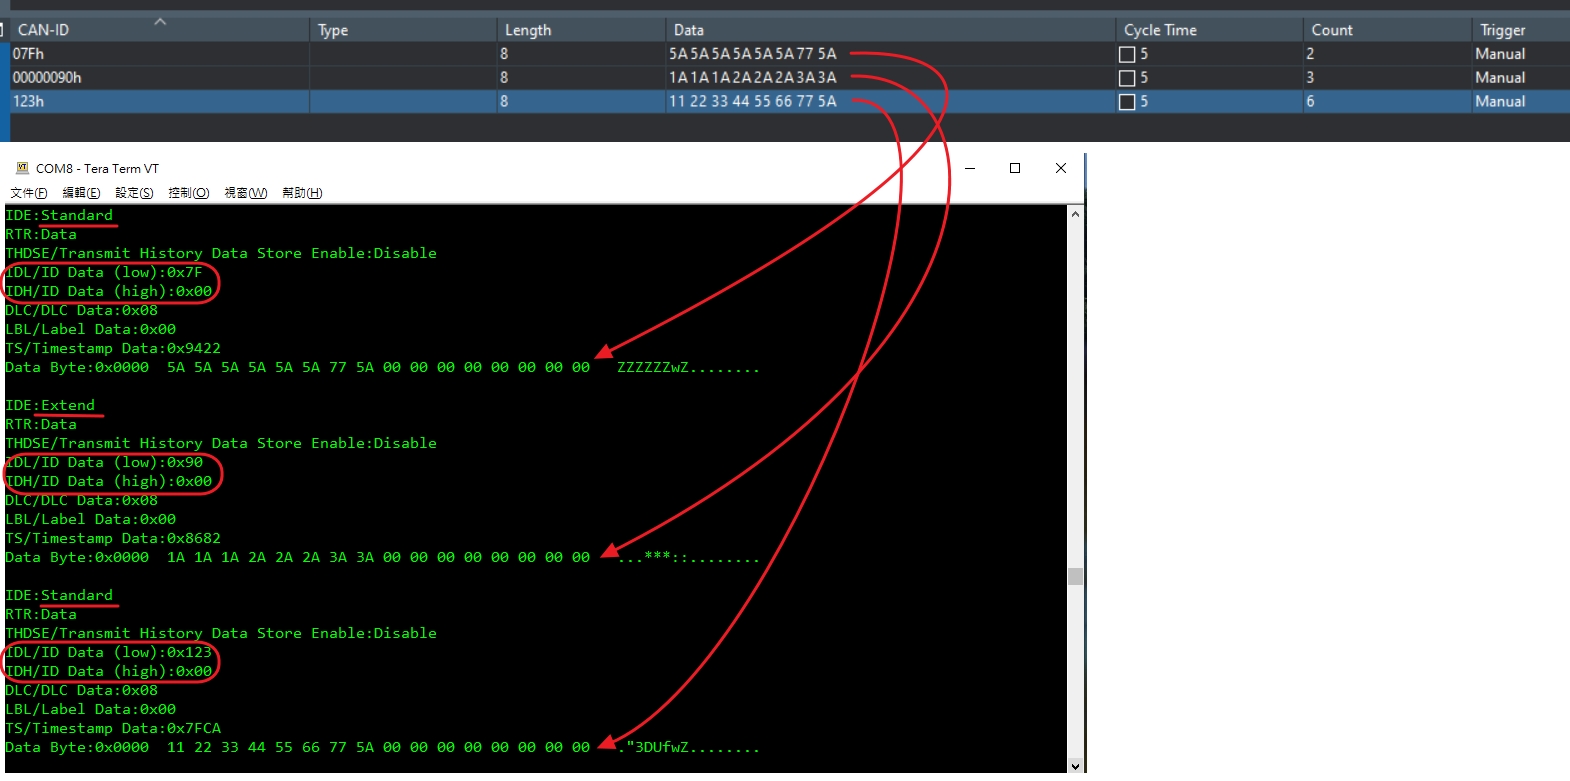 CAN-ID Type Length Data Cycle Time Count Trigger
07Fh 8 5A 5A 5A 5A 5A 5A 77 5A 5 2 Manual
00000090h 8 1A 1A 1A 2A 2A 2A 3A 3A 5 3 Manual
123h 8 11 22 33 44 55 66 77 5A 5 6 Manual
VT COM8 - Tera Term VT
文件(F) 編輯(E) 設定(S) 控制(O) 視窗(W) 幫助(H)
IDE:Standard
RTR:Data
THDSE/Transmit History Data Store Enable:Disable
IDL/ID Data (low):0x7F
IDH/ID Data (high):0x00
DLC/DLC Data:0x08
LBL/Label Data:0x00
TS/Timestamp Data:0x9422
Data Byte:0x0000  5A 5A 5A 5A 5A 5A 77 5A 00 00 00 00 00 00 00 00   ZZZZZZwZ........
IDE:Extend
RTR:Data
THDSE/Transmit History Data Store Enable:Disable
IDL/ID Data (low):0x90
IDH/ID Data (high):0x00
DLC/DLC Data:0x08
LBL/Label Data:0x00
TS/Timestamp Data:0x8682
Data Byte:0x0000  1A 1A 1A 2A 2A 2A 3A 3A 00 00 00 00 00 00 00 00   ...***::........
IDE:Standard
RTR:Data
THDSE/Transmit History Data Store Enable:Disable
IDL/ID Data (low):0x123
IDH/ID Data (high):0x00
DLC/DLC Data:0x08
LBL/Label Data:0x00
TS/Timestamp Data:0x7FCA
Data Byte:0x0000  11 22 33 44 55 66 77 5A 00 00 00 00 00 00 00 00   ."3DUfwZ........